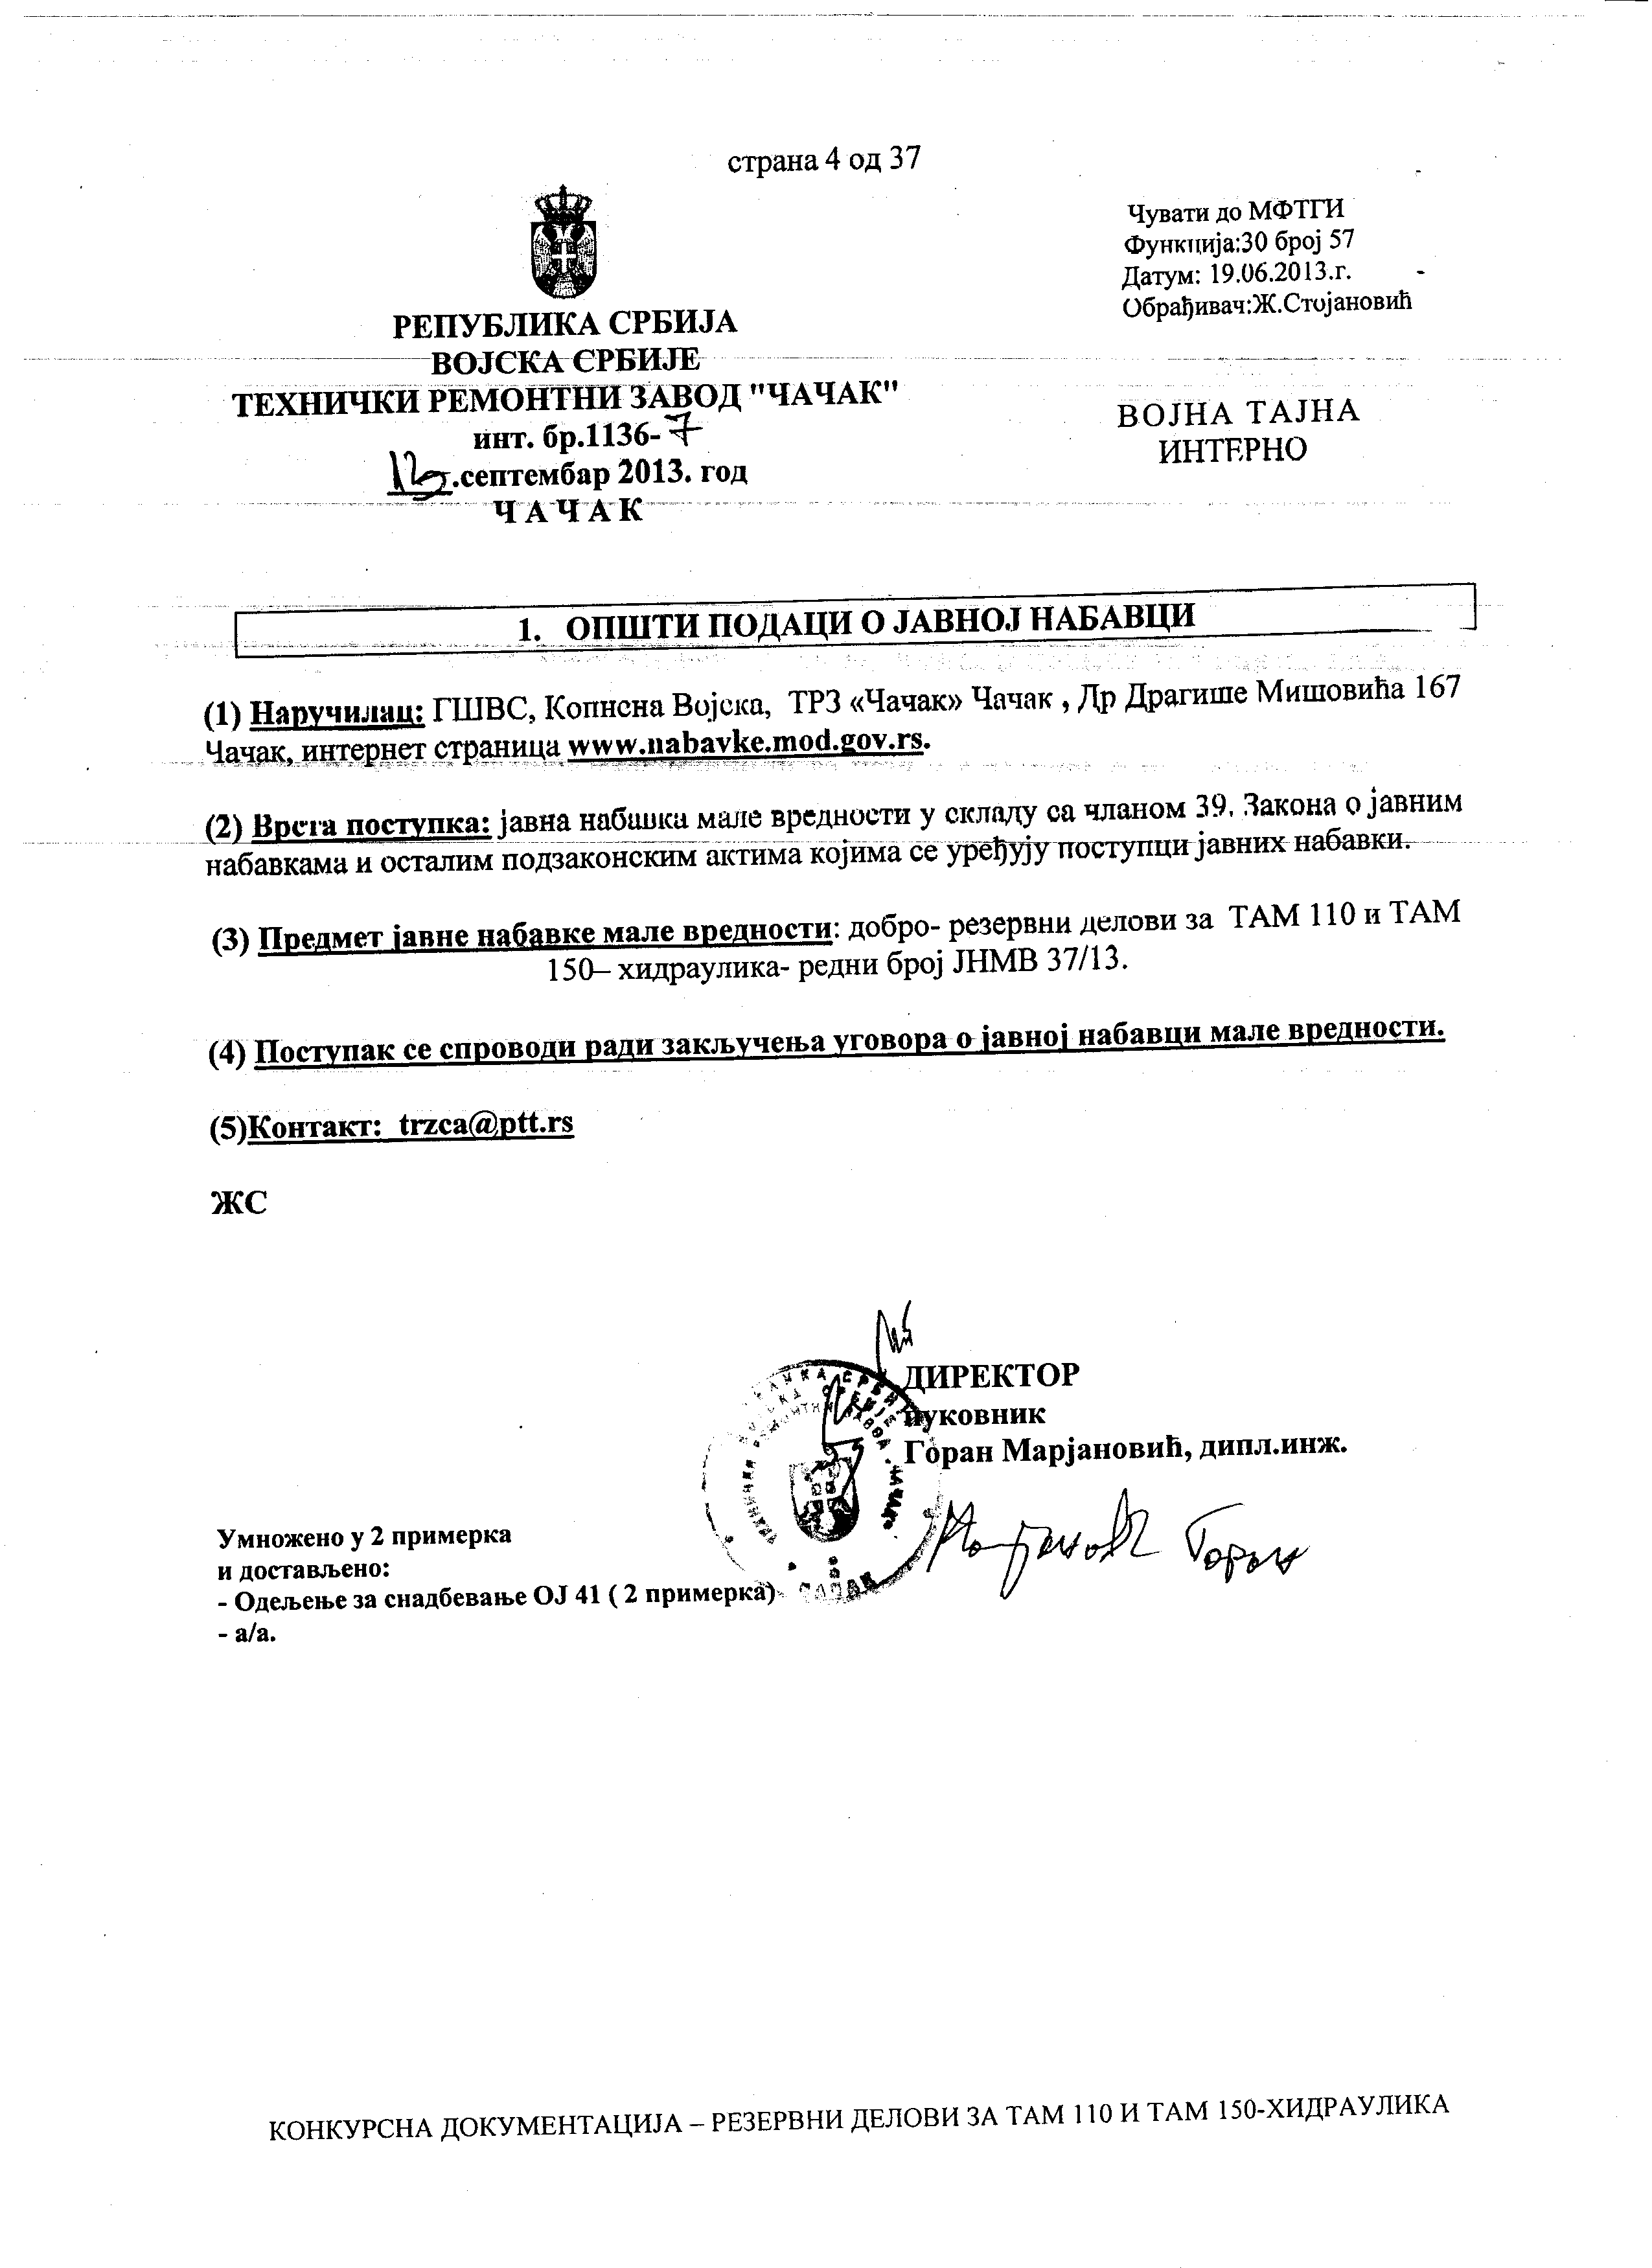 страна 4 од 37
Чувати до МФТГИ
Функција:30 број 57
Датум: 19.06.2013.г.
Обрађивач:Ж.Стојановић
РЕПУБЛИКА СРБИЈА
ВОЈСКА СРБИЈЕ
ТЕХНИЧКИ РЕМОНТНИ ЗАВОД "ЧАЧАК"
инт. бр.1136-7
.септембар 2013. год
Ч А Ч А К
ВОЈНА ТАЈНА
ИНТЕРНО
1. ОПШТИ ПОДАЦИ О ЈАВНОЈ НАБАВЦИ
(1) Наручилац: ГШВС, Копнена Војска, ТРЗ «Чачак» Чачак , Др Драгише Мишовића 167
Чачак, интернет страница www.nabavke.mod.gov.rs.
(2) Врста поступка: јавна набавка мале вредности у складу са чланом 39. Закона о јавним
набавкама и осталим подзаконским актима којима се уређују поступци јавних набавки.
(3) Предмет јавне набавке мале вредности: добро- резервни делови за ТАМ 110 и ТАМ
150– хидраулика- редни број ЈНМВ 37/13.
(4) Поступак се спроводи ради закључења уговора о јавној набавци мале вредности.
(5)Контакт: trzca@ptt.rs
ЖС
ДИРЕКТОР
пуковник
Горан Марјановић, дипл.инж.
Марјановић Горан
Умножено у 2 примерка
и достављено:
- Одељење за снадбевање ОЈ 41 ( 2 примерка)
- а/а.
КОНКУРСНА ДОКУМЕНТАЦИЈА – РЕЗЕРВНИ ДЕЛОВИ ЗА ТАМ 110 И ТАМ 150-ХИДРАУЛИКА